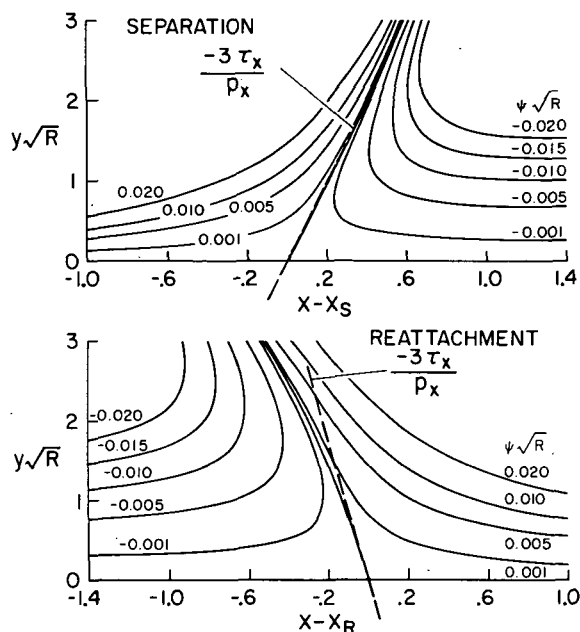 3
SEPARATION
-3 τx
px
2
y√R
1
0
0.020
0.010
0.005
0.001
ψ√R
-0.020
-0.015
-0.010
-0.005
-0.001
-1.0 -.6 .2 .2 .6 1.0 1.4
X-XS
3
REATTACHMENT
-3 τx
px
2
y√R
1
0
-0.020
-0.015
-0.010
-0.005
-0.001
ψ√R
0.020
0.010
0.005
0.001
-1.4 -1.0 -.6 -.2 .2 .6 1.0
X-XR